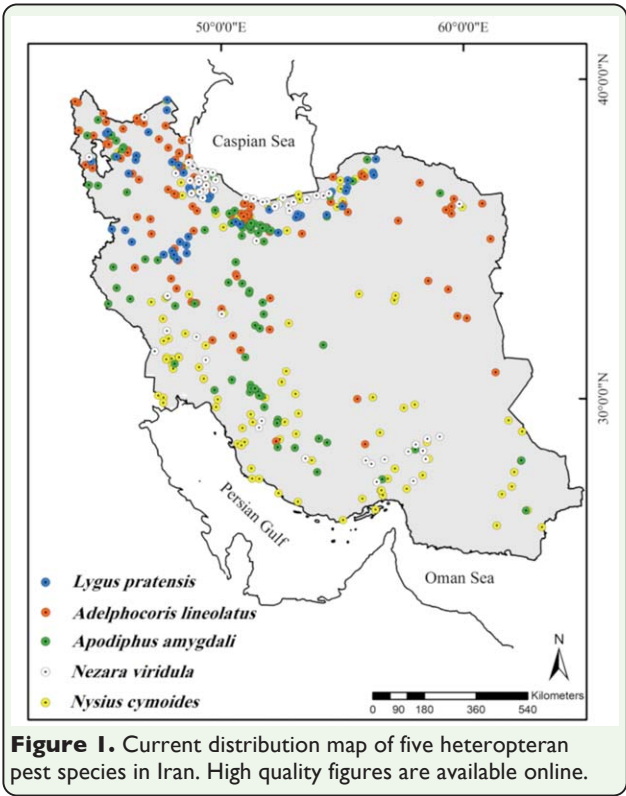 50°0'0"E 60°0'0"E
40°0'0"N
Caspian Sea
30°0'0"N
Persian Gulf
Oman Sea
Lygus pratensis
Adelphocoris lineolatus
Apodiphus amygdali
Nezara viridula
Nysius cymoides
N
Kilometers
0 90 180 360 540
Figure 1. Current distribution map of five heteropteran
pest species in Iran. High quality figures are available online.